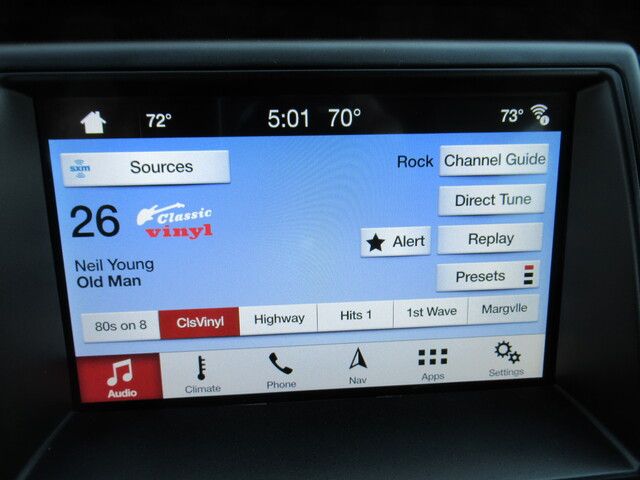 72° 5:01 70° 73°
sxm Sources
Rock Channel Guide
Direct Tune
26 Classic vinyl
Alert Replay
Neil Young
Old Man
Presets
80s on 8 ClsVinyl Highway Hits 1 1st Wave Margvlle
Audio Climate Phone Nav Apps Settings